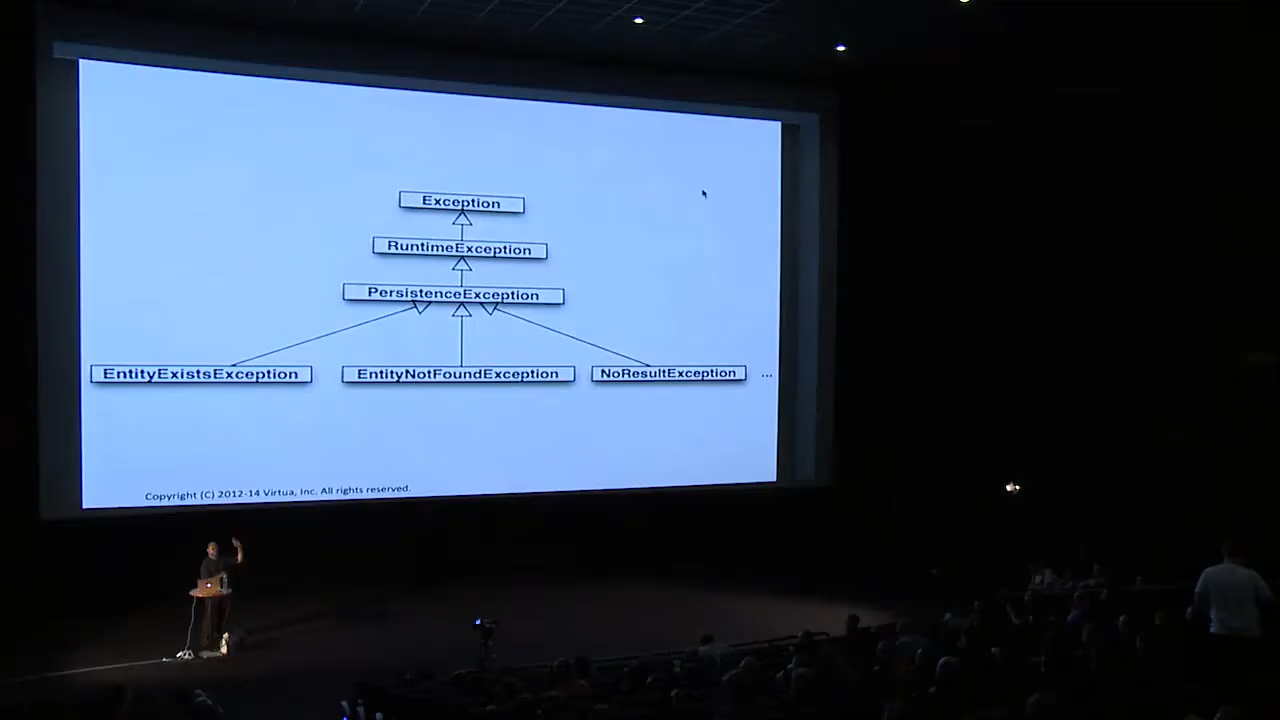 Exception
RuntimeException
PersistenceException
EntityExistsException
EntityNotFoundException
NoResultException
...
Copyright (C) 2012-14 Virtua, Inc. All rights reserved.